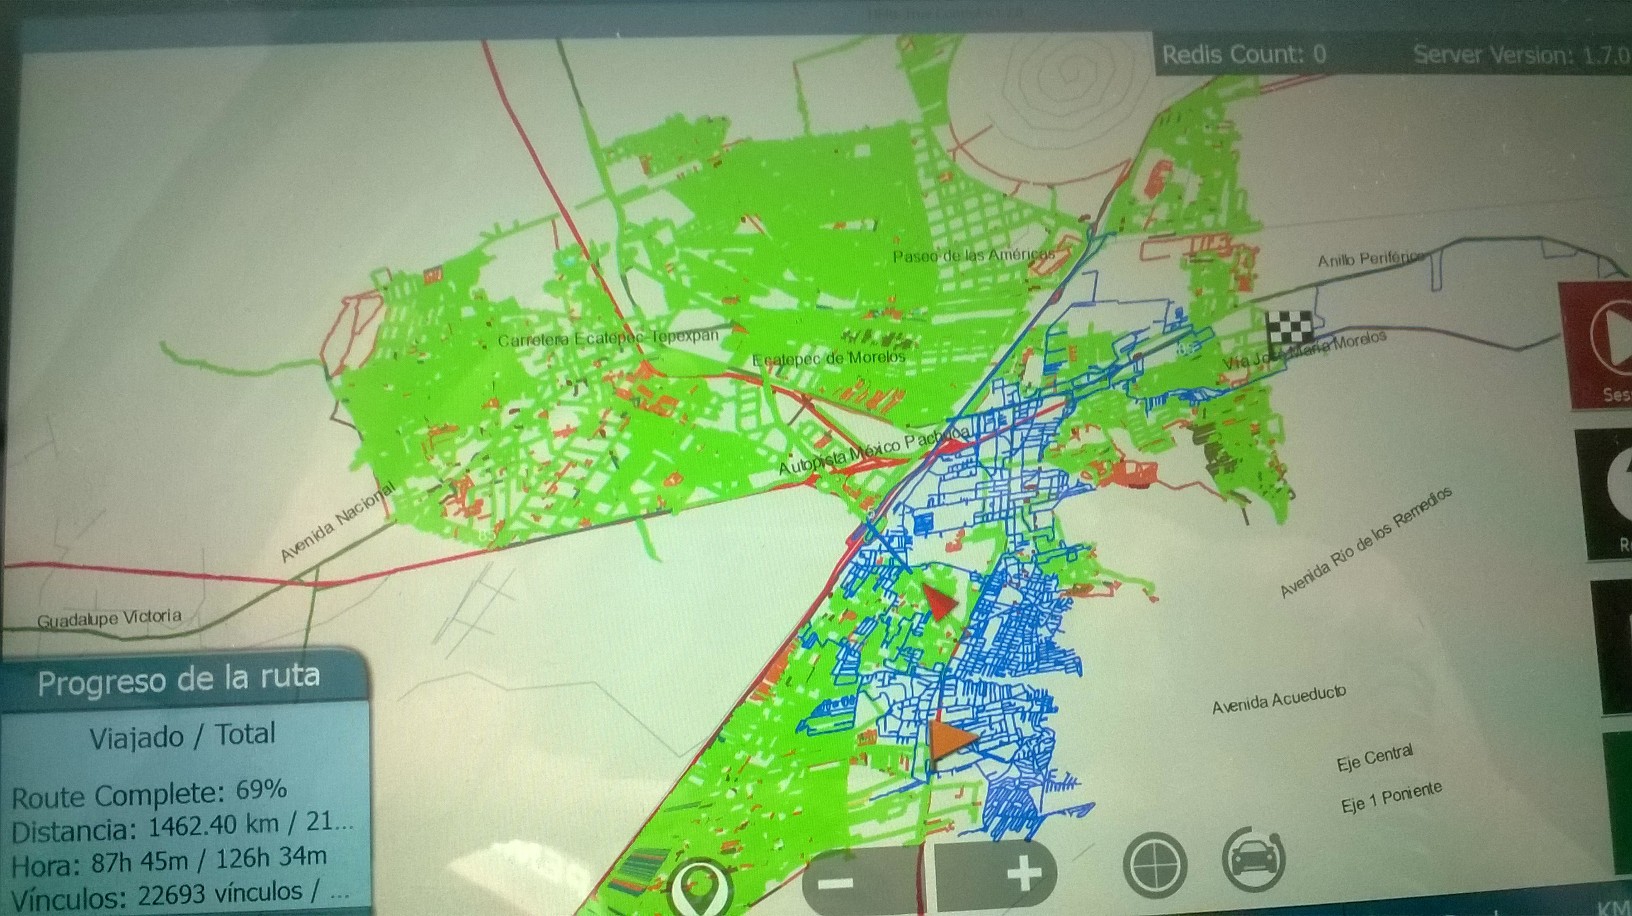 Redis Count: 0
Server Version: 1.7.0
Paseo de las Américas
Anillo Periférico
Carretera Ecatepec-Tepexpan
Ecatepec de Morelos
Vía José María Morelos
Autopista México Pachuca
Avenida Nacional
85
Avenida Río de los Remedios
Guadalupe Victoria
Avenida Acueducto
Eje Central
Eje 1 Poniente
Progreso de la ruta
Viajado / Total
Route Complete: 69%
Distancia: 1462.40 km / 21...
Hora: 87h 45m / 126h 34m
Vínculos: 22693 vínculos / ...
Ses
KM